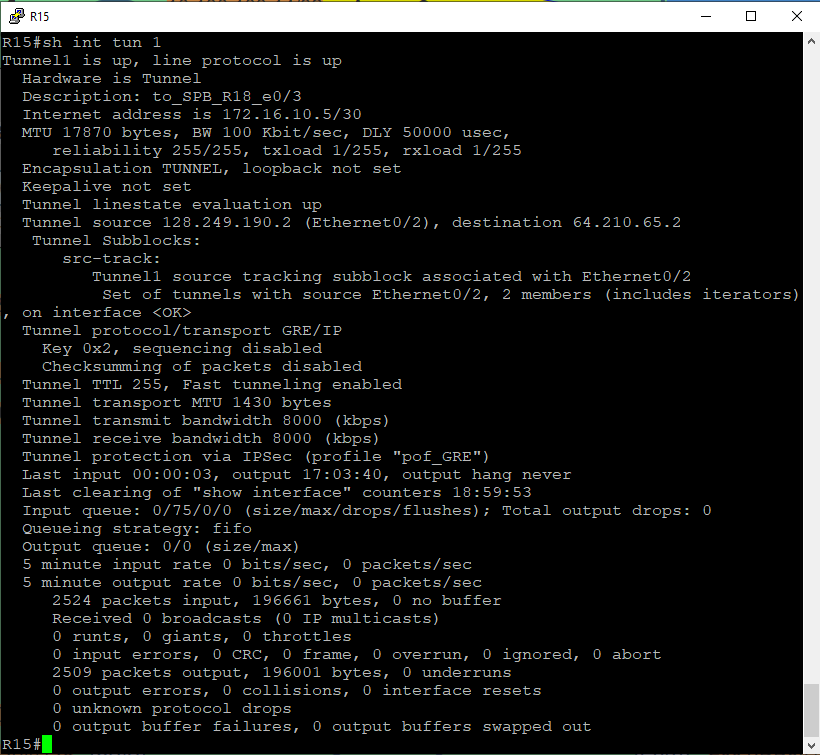 R15
R15#sh int tun 1
Tunnel1 is up, line protocol is up
  Hardware is Tunnel
  Description: to_SPB_R18_e0/3
  Internet address is 172.16.10.5/30
  MTU 17870 bytes, BW 100 Kbit/sec, DLY 50000 usec,
     reliability 255/255, txload 1/255, rxload 1/255
  Encapsulation TUNNEL, loopback not set
  Keepalive not set
  Tunnel linestate evaluation up
  Tunnel source 128.249.190.2 (Ethernet0/2), destination 64.210.65.2
   Tunnel Subblocks:
      src-track:
         Tunnel1 source tracking subblock associated with Ethernet0/2
          Set of tunnels with source Ethernet0/2, 2 members (includes iterators)
, on interface <OK>
  Tunnel protocol/transport GRE/IP
    Key 0x2, sequencing disabled
    Checksumming of packets disabled
  Tunnel TTL 255, Fast tunneling enabled
  Tunnel transport MTU 1430 bytes
  Tunnel transmit bandwidth 8000 (kbps)
  Tunnel receive bandwidth 8000 (kbps)
  Tunnel protection via IPSec (profile "pof_GRE")
  Last input 00:00:03, output 17:03:40, output hang never
  Last clearing of "show interface" counters 18:59:53
  Input queue: 0/75/0/0 (size/max/drops/flushes); Total output drops: 0
  Queueing strategy: fifo
  Output queue: 0/0 (size/max)
  5 minute input rate 0 bits/sec, 0 packets/sec
  5 minute output rate 0 bits/sec, 0 packets/sec
     2524 packets input, 196661 bytes, 0 no buffer
     Received 0 broadcasts (0 IP multicasts)
     0 runts, 0 giants, 0 throttles
     0 input errors, 0 CRC, 0 frame, 0 overrun, 0 ignored, 0 abort
     2509 packets output, 196001 bytes, 0 underruns
     0 output errors, 0 collisions, 0 interface resets
     0 unknown protocol drops
     0 output buffer failures, 0 output buffers swapped out
R15#